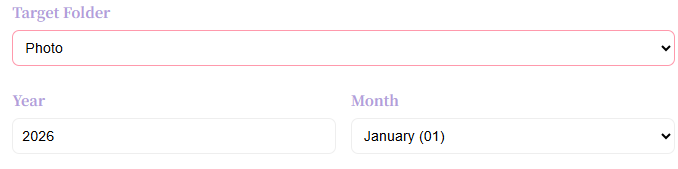 Target Folder
Photo
Year
Month
2026
January (01)